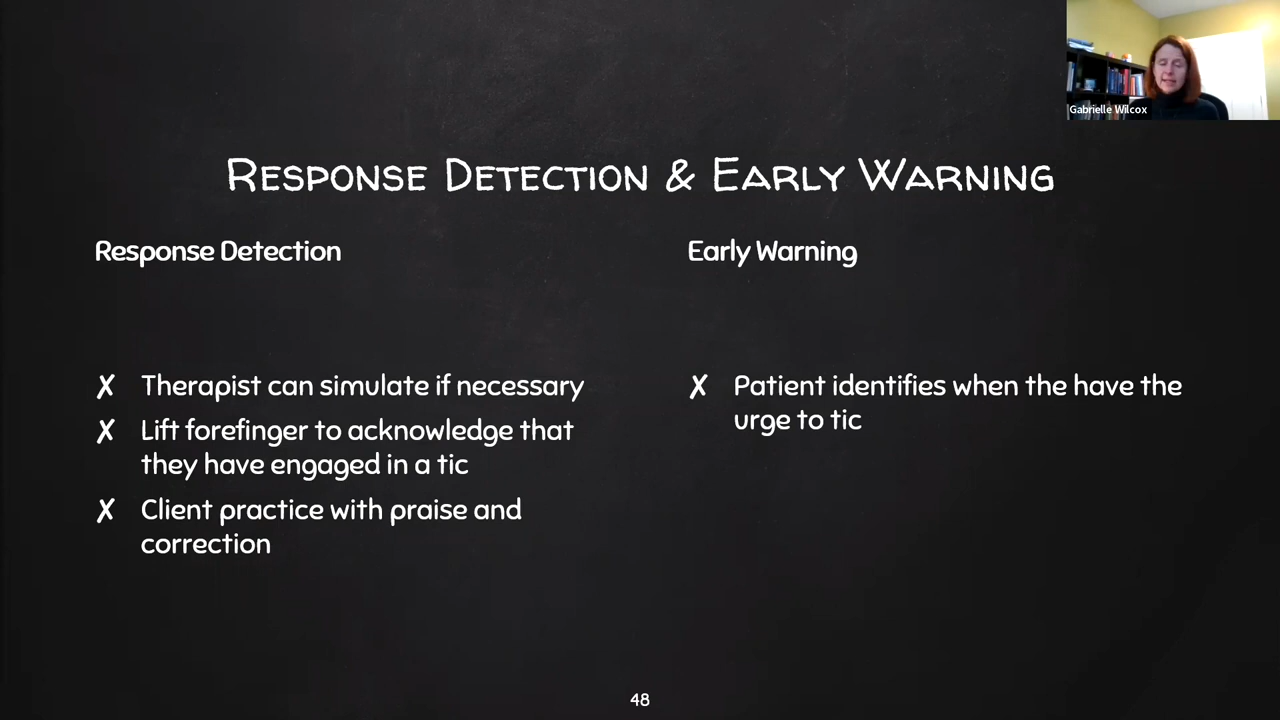 Gabrielle Wilcox
Response Detection & Early Warning
Response Detection
✗ Therapist can simulate if necessary
✗ Lift forefinger to acknowledge that
they have engaged in a tic
✗ Client practice with praise and
correction
Early Warning
✗ Patient identifies when the have the
urge to tic
48